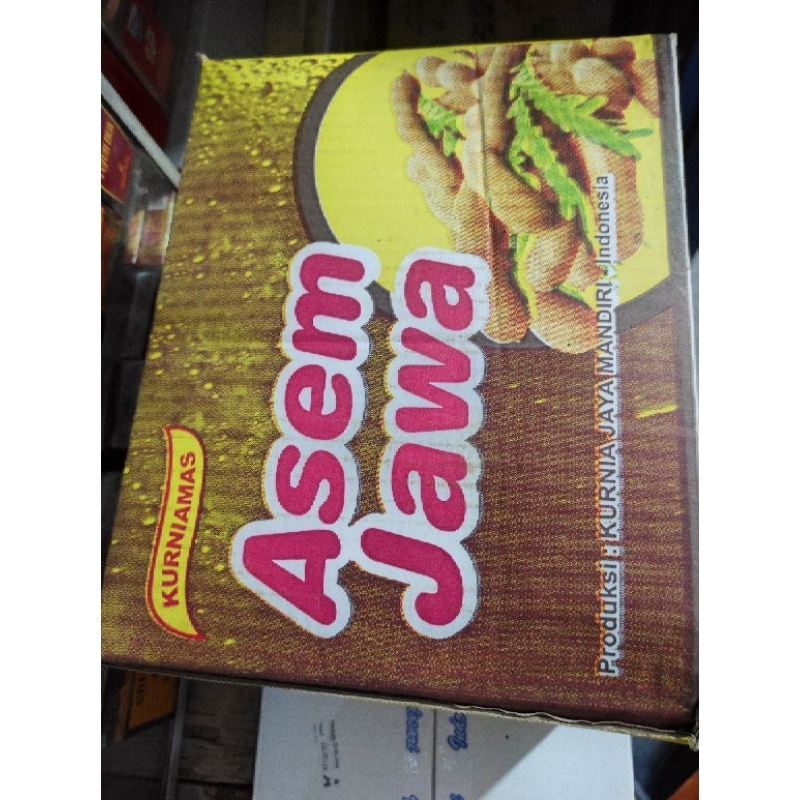 KURNIAMAS
Asem
Jawa
Produksi : KURNIA JAYA MANDIRI - Indonesia